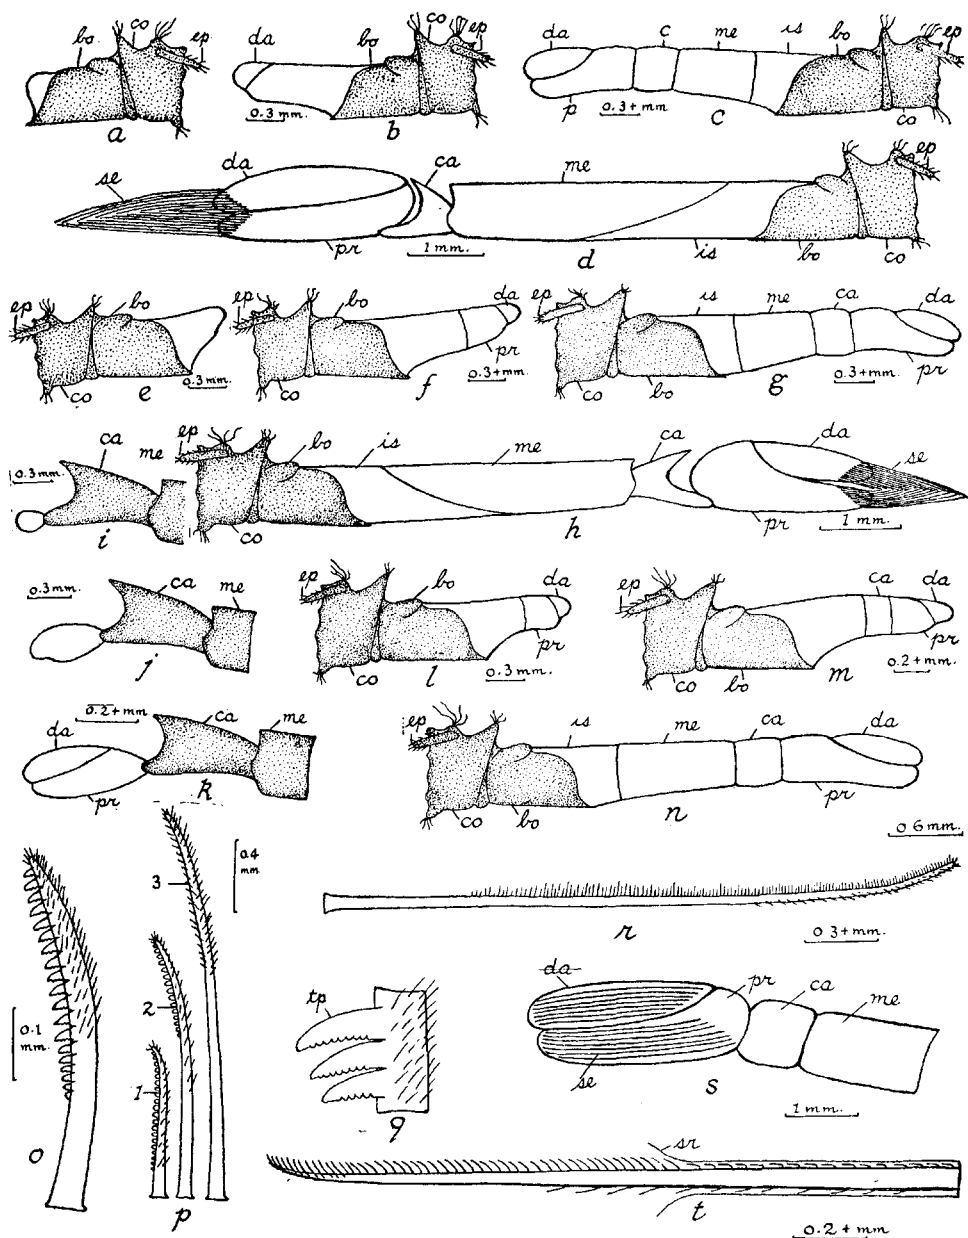 co
bo
ep
a
da
bo
co
ep
0.3 mm.
b
da
c
me
is
bo
ep
p
0.3+ mm.
c
co
se
da
ca
me
ep
pr
1 mm.
d
is
bo
co
ep
bo
co
e
0.3 mm.
ep
bo
da
co
f
pr
0.3+ mm.
ep
is
me
ca
da
co
bo
g
0.3+ mm.
pr
ca
me
0.3 mm.
i
ep
bo
is
me
ca
da
se
co
h
pr
1 mm.
0.3 mm.
ca
me
j
ep
bo
da
co
l
pr
0.3 mm.
ep
ca
da
co
bo
m
pr
0.2+ mm.
0.2+ mm
da
ca
me
pr
k
ep
is
me
ca
da
co
bo
n
pr
0.6 mm.
0.1 mm.
o
1
2
3
0.4 mm
p
r
0.3+ mm.
tp
q
da
pr
ca
me
se
s
1 mm.
sr
t
0.2+ mm